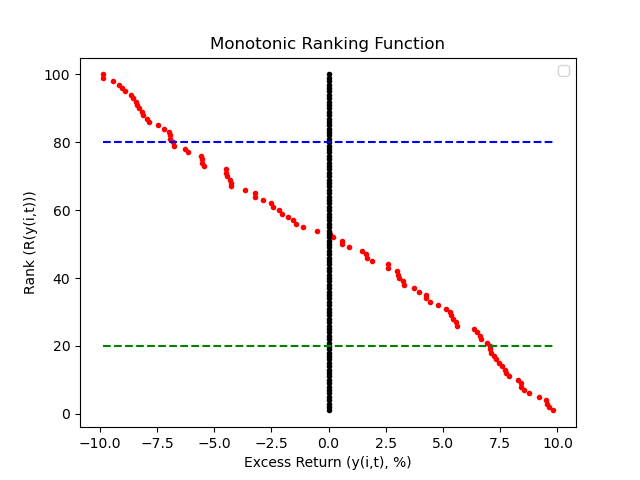 Monotonic Ranking Function
Rank (R(y(i,t)))
100
80
60
40
20
0
−10.0 −7.5 −5.0 −2.5 0.0 2.5 5.0 7.5 10.0
Excess Return (y(i,t), %)